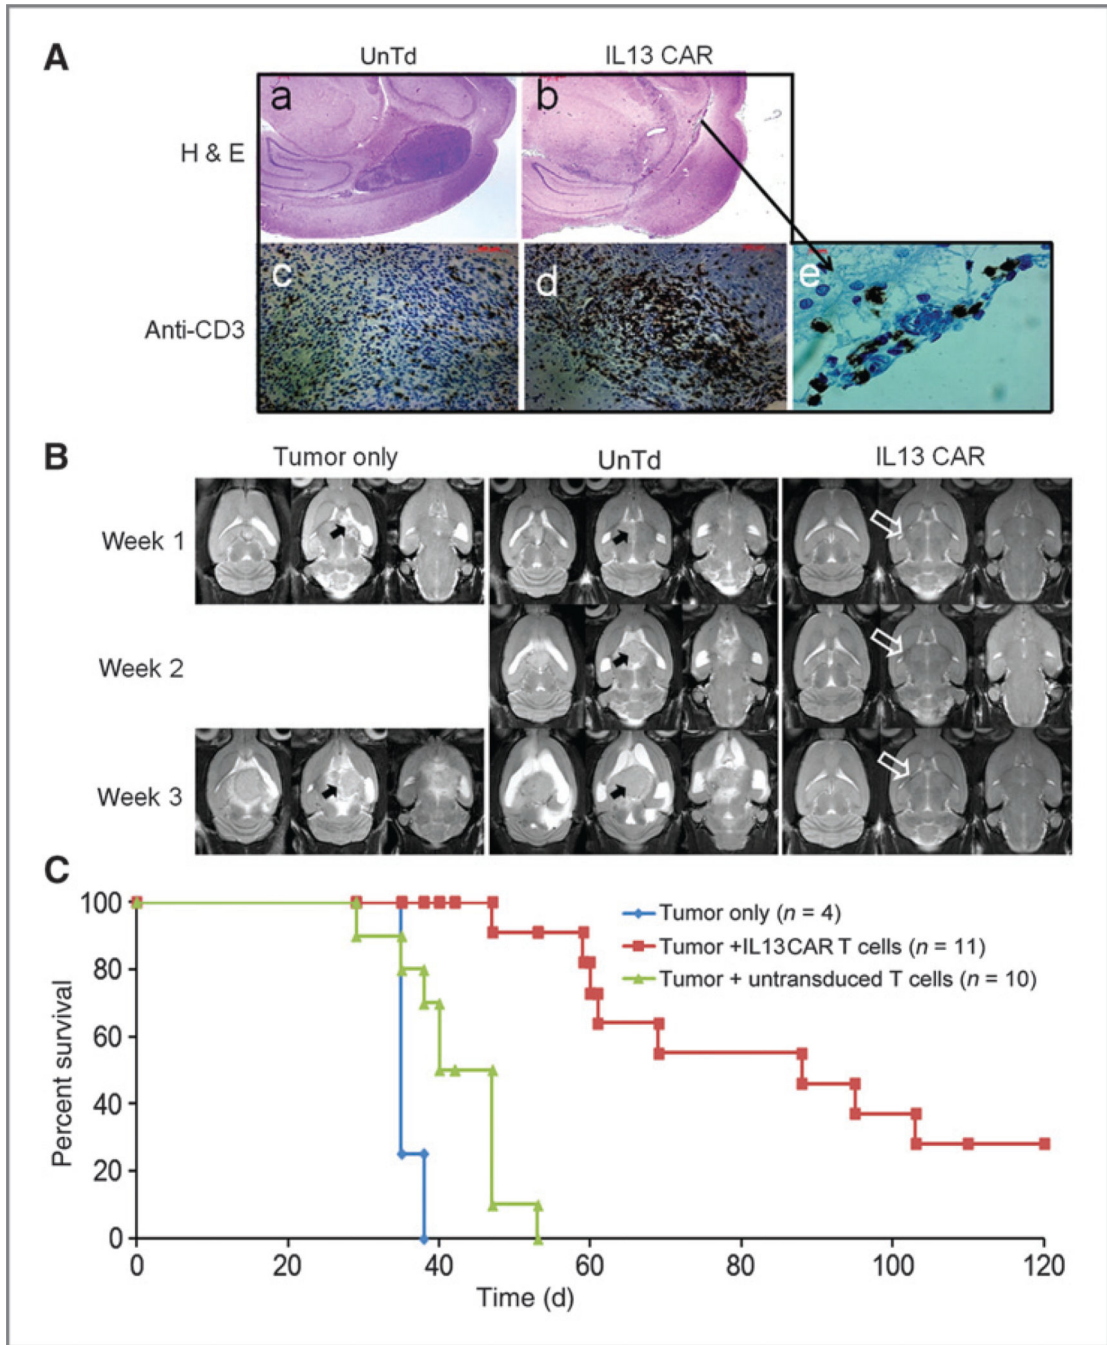 A
UnTd
IL13 CAR
H & E
a
b
Anti-CD3
c
d
e
B
Tumor only
UnTd
IL13 CAR
Week 1
Week 2
Week 3
C
Percent survival
100
80
60
40
20
0
Tumor only (n = 4)
Tumor +IL13CAR T cells (n = 11)
Tumor + untransduced T cells (n = 10)
0 20 40 60 80 100 120
Time (d)